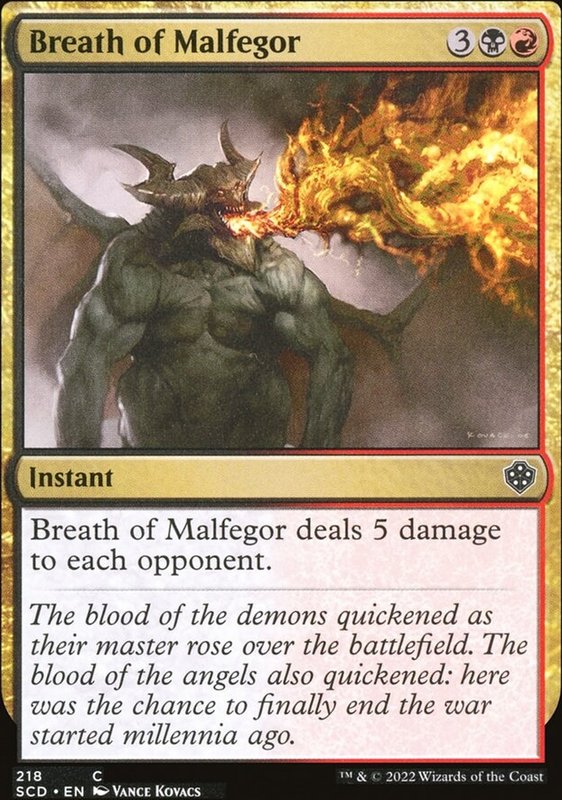 Breath of Malfegor 3
Instant
Breath of Malfegor deals 5 damage
to each opponent.
The blood of the demons quickened as
their master rose over the battlefield. The
blood of the angels also quickened: here
was the chance to finally end the war
started millennia ago.
218 C
SCD • EN Vance Kovacs
™ & © 2022 Wizards of the Coast